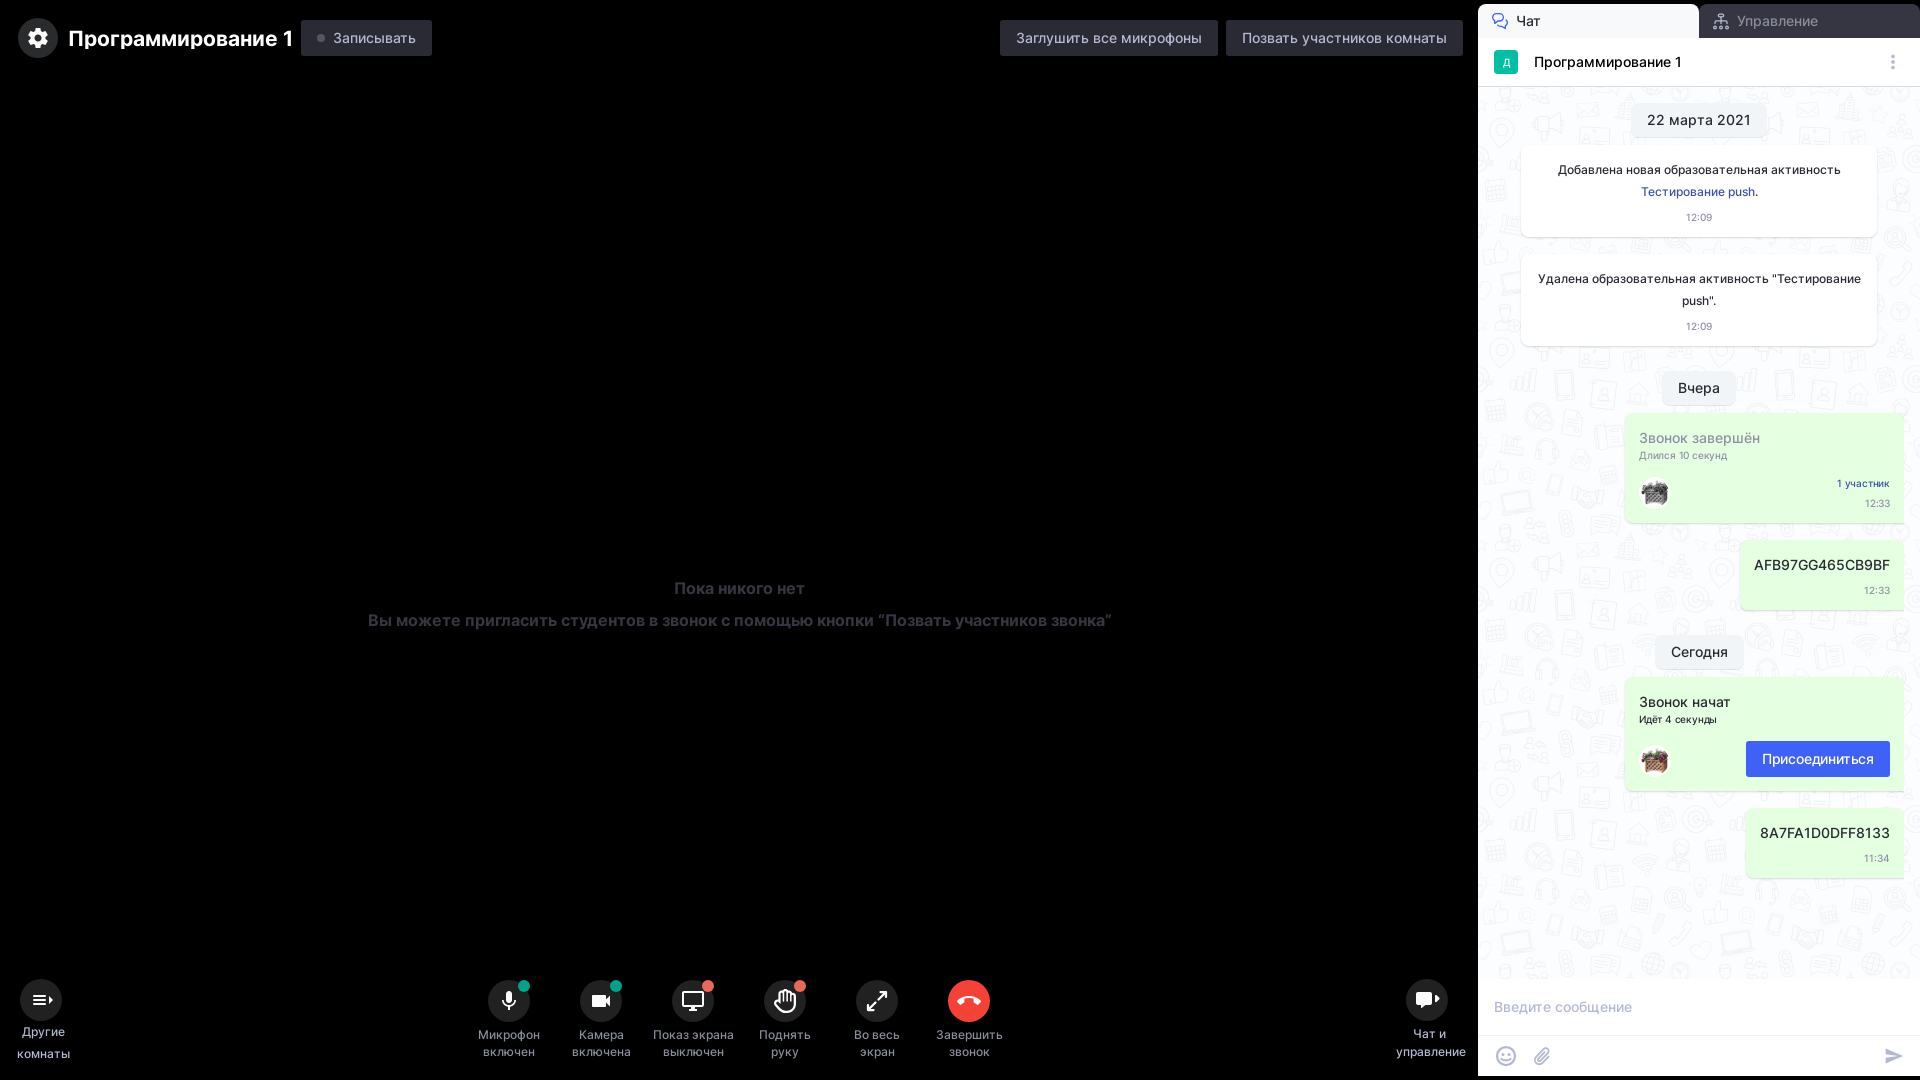 Программирование 1
Записывать
Заглушить все микрофоны
Позвать участников комнаты
Пока никого нет
Вы можете пригласить студентов в звонок с помощью кнопки “Позвать участников звонка”
Другие
комнаты
Микрофон
включен
Камера
включена
Показ экрана
выключен
Поднять
руку
Во весь
экран
Завершить
звонок
Чат и
управление
Чат
Управление
Д
Программирование 1
22 марта 2021
Добавлена новая образовательная активность
Тестирование push.
12:09
Удалена образовательная активность "Тестирование
push".
12:09
Вчера
Звонок завершён
Длился 10 секунд
1 участник
12:33
AFB97GG465CB9BF
12:33
Сегодня
Звонок начат
Идёт 4 секунды
Присоединиться
8A7FA1D0DFF8133
11:34
Введите сообщение